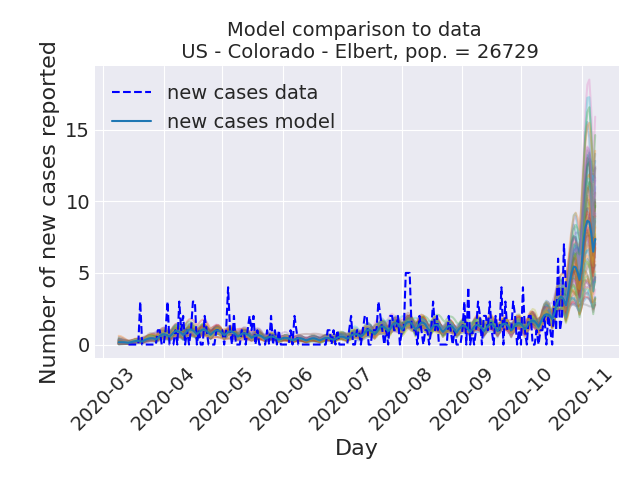 Model comparison to data
US - Colorado - Elbert, pop. = 26729
new cases data
new cases model
Number of new cases reported
15
10
5
0
2020-03
2020-04
2020-05
2020-06
2020-07
2020-08
2020-09
2020-10
2020-11
Day